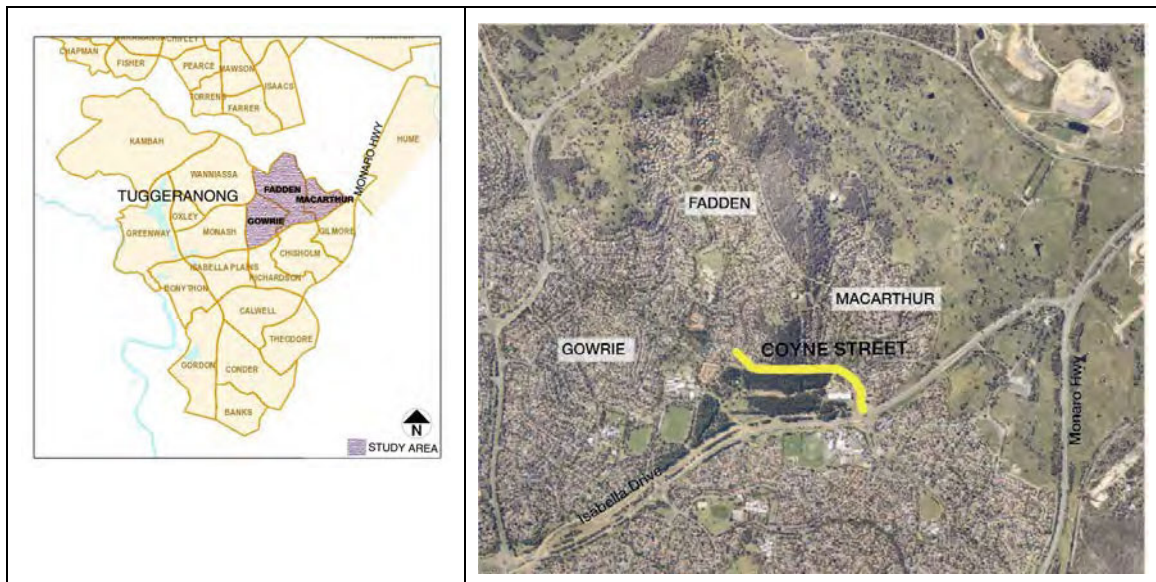 CHAPMAN
FISHER
PEARCE
MAWSON
ISAACS
TORRENS
FARRER
KAMBAH
HUME
MONARO HWY
WANNIASSA
TUGGERANONG
FADDEN
MACARTHUR
GOWRIE
OXLEY
GREENWAY
MONASH
GILMORE
CHISHOLM
ISABELLA PLAINS
RICHARDSON
BONYTHON
CALWELL
THEODORE
GORDON
CONDER
BANKS
N
STUDY AREA
FADDEN
MACARTHUR
GOWRIE
COYNE STREET
Isabella Drive
Monaro Hwy